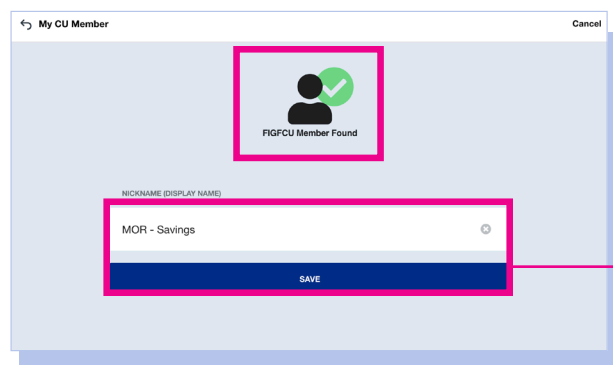 My CU Member
Cancel
FIGFCU Member Found
NICKNAME (DISPLAY NAME)
MOR - Savings
SAVE